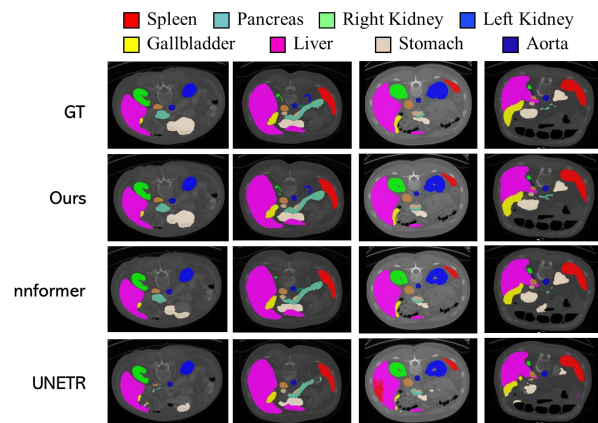 Spleen Pancreas Right Kidney Left Kidney
Gallbladder Liver Stomach Aorta
GT
Ours
nnformer
UNETR